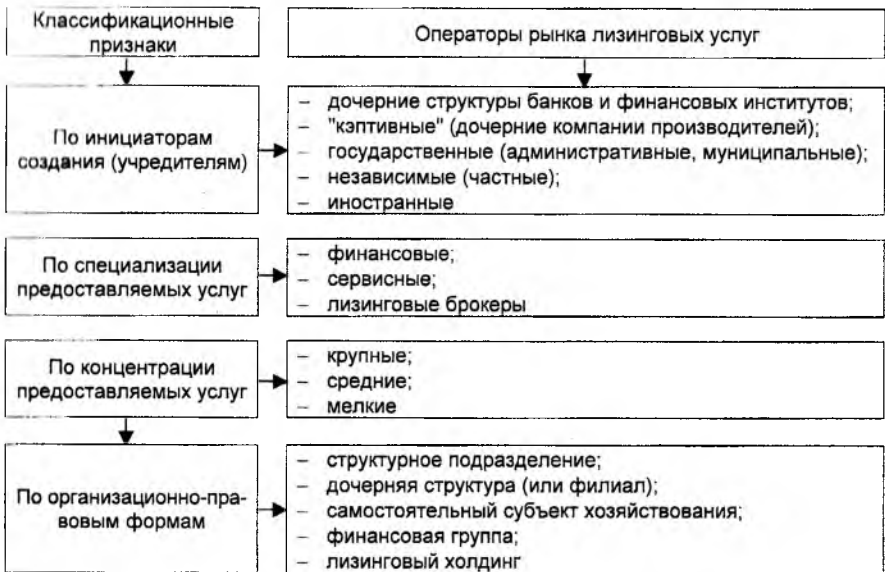 Классификационные
признаки
Операторы рынка лизинговых услуг
По инициаторам
создания (учредителям)
– дочерние структуры банков и финансовых институтов;
– "кэптивные" (дочерние компании производителей);
– государственные (административные, муниципальные);
– независимые (частные);
– иностранные
По специализации
предоставляемых услуг
– финансовые;
– сервисные;
– лизинговые брокеры
По концентрации
предоставляемых услуг
– крупные;
– средние;
– мелкие
По организационно-пра-
вовым формам
– структурное подразделение;
– дочерняя структура (или филиал);
– самостоятельный субъект хозяйствования;
– финансовая группа;
– лизинговый холдинг